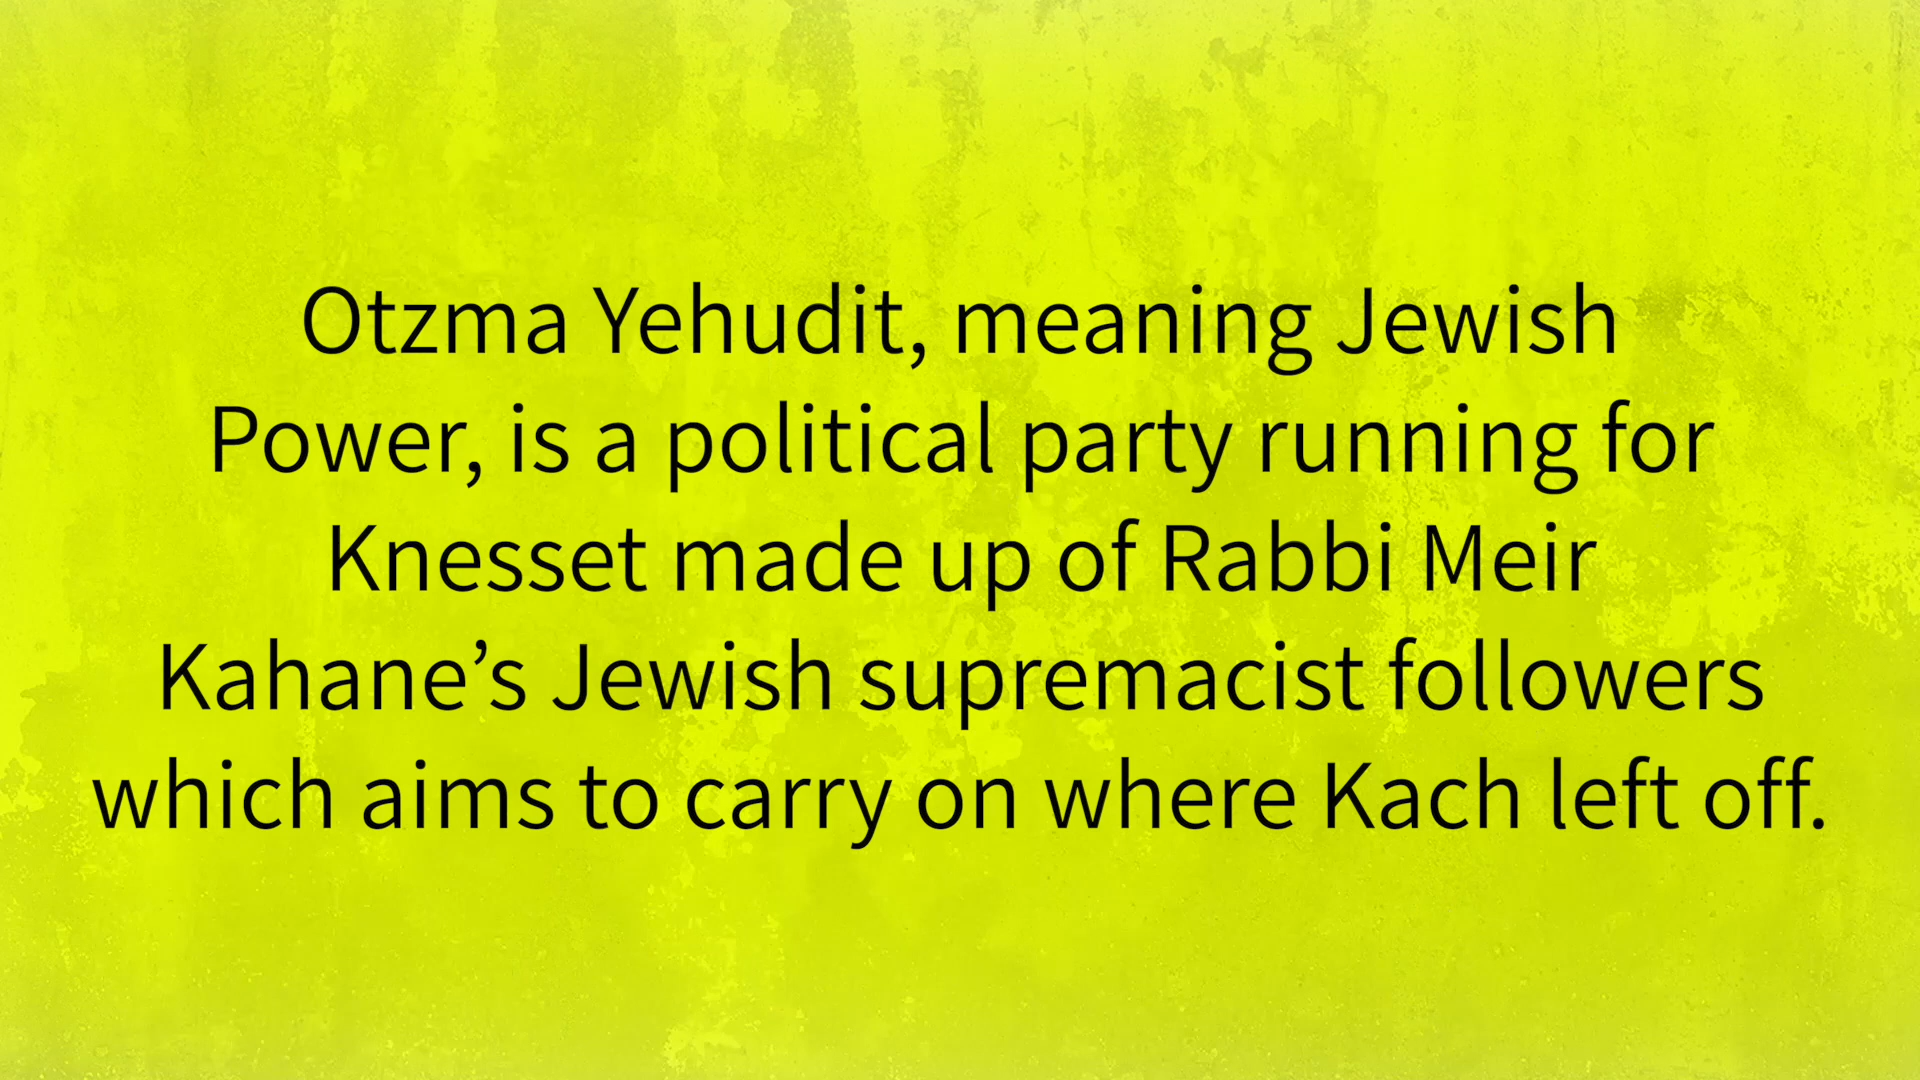 Otzma Yehudit, meaning Jewish
Power, is a political party running for
Knesset made up of Rabbi Meir
Kahane’s Jewish supremacist followers
which aims to carry on where Kach left off.